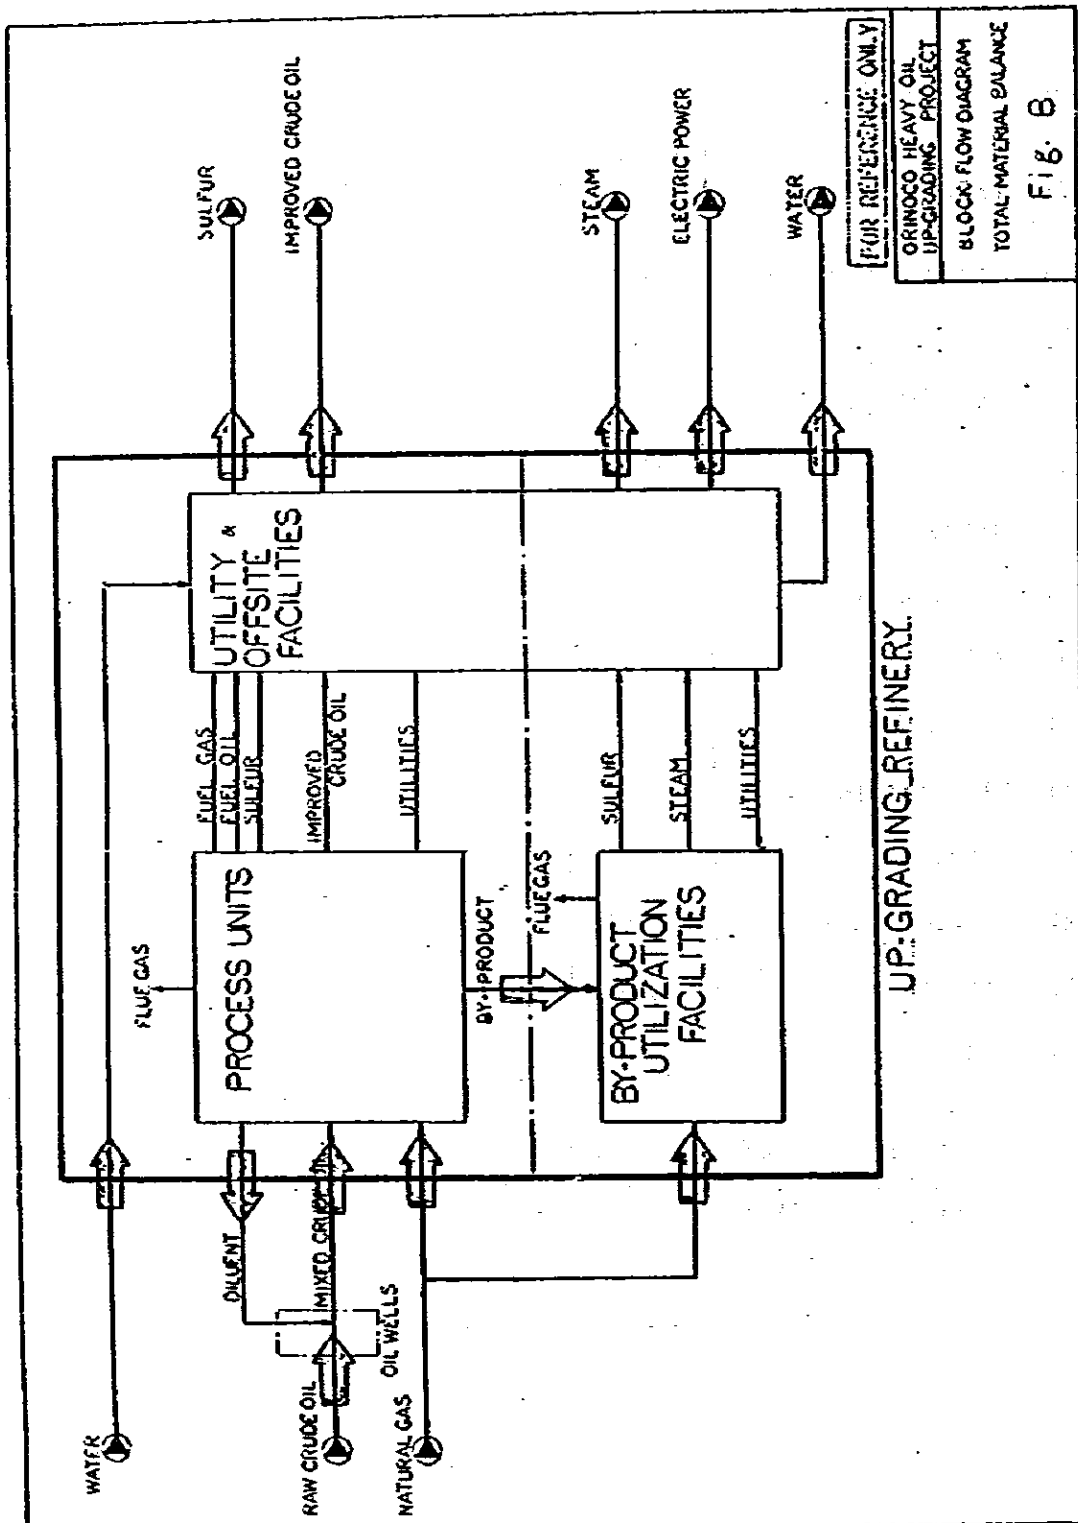 WATER
RAW CRUDE OIL
NATURAL GAS
OIL WELLS
DILUENT
MIXED CRUDE OIL
FLUE GAS
PROCESS UNITS
BY-PRODUCT
FLUE GAS
BY-PRODUCT
UTILIZATION
FACILITIES
FUEL GAS
FUEL OIL
SULFUR
IMPROVED
CRUDE OIL
UTILITIES
SULFUR
STEAM
UTILITIES
UTILITY &
OFFSITE
FACILITIES
SULFUR
IMPROVED CRUDE OIL
STEAM
ELECTRIC POWER
WATER
UP-GRADING REFINERY
FOR REFERENCE ONLY
ORINOCO HEAVY OIL
UP-GRADING PROJECT
BLOCK FLOW DIAGRAM
TOTAL MATERIAL BALANCE
Fig. B